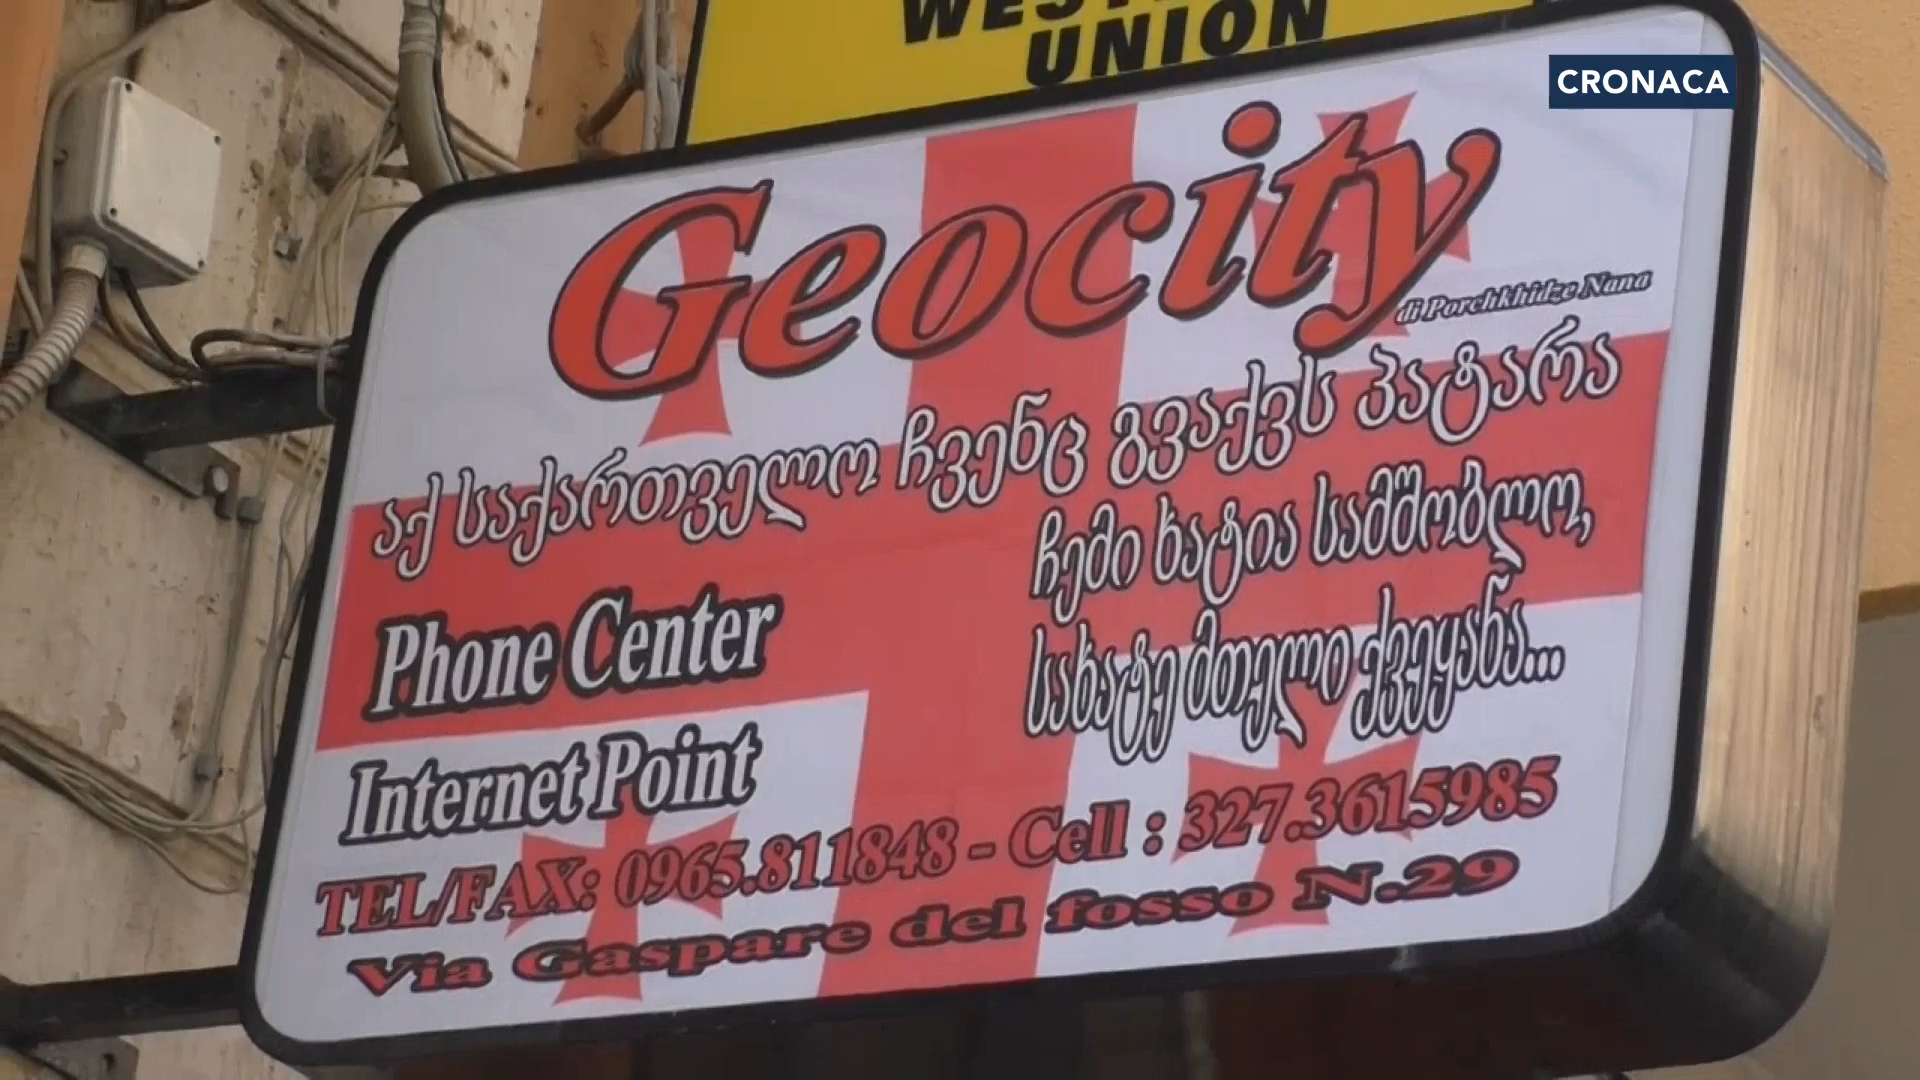 UNION
CRONACA
Geocity
di Porchkhidze Nana
აქ საქართველო ჩვენც გვაქვს პატარა
ჩემი ხატია სამშობლო,
სახატე მთელი ქვეყანა...
Phone Center
Internet Point
TEL/FAX: 0965.811848 - Cell : 327.3615985
Via Gaspare del fosso N.29